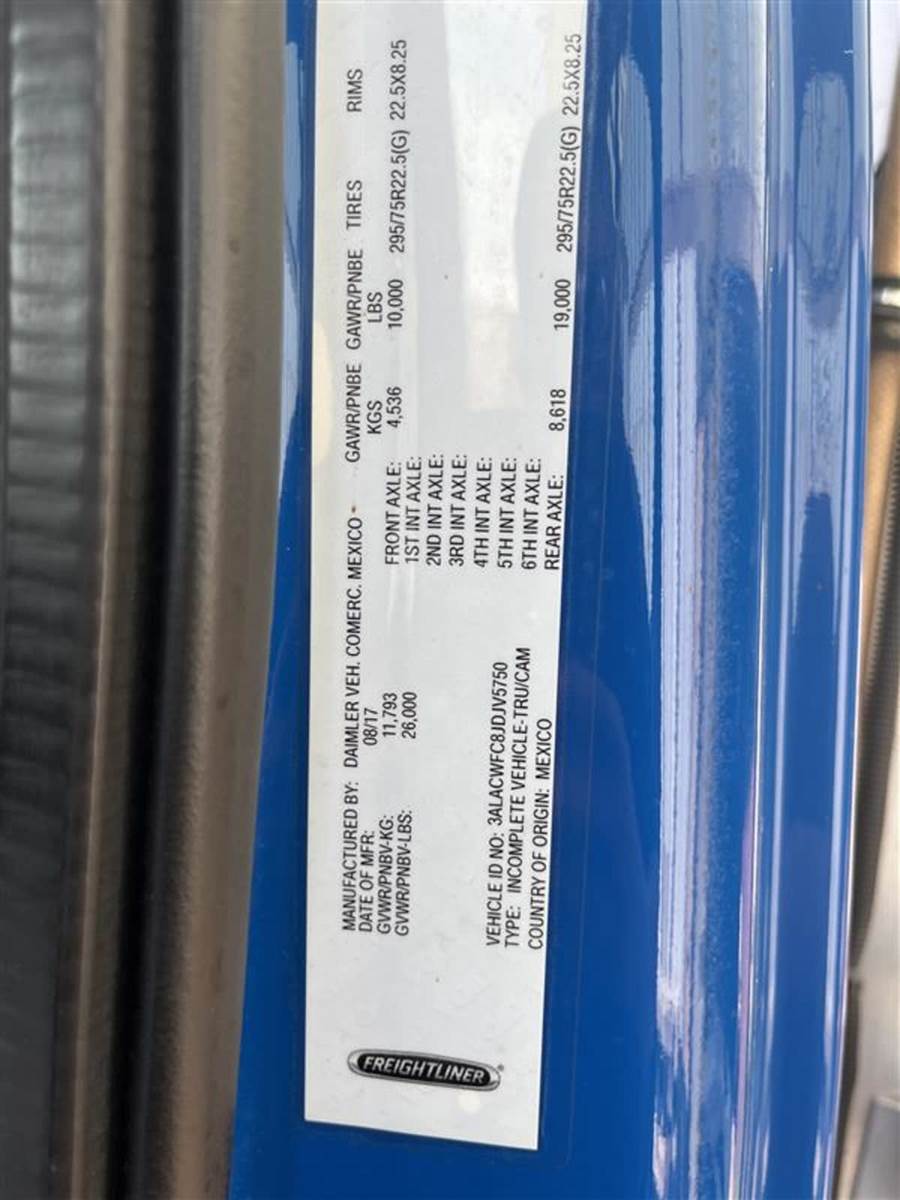 FREIGHTLINER®
MANUFACTURED BY: DAIMLER VEH. COMERC. MEXICO -
DATE OF MFR: 08/17
GVWR/PNBV-KG: 11,793
GVWR/PNBV-LBS: 26,000
VEHICLE ID NO: 3ALACWFC8JDJV5750
TYPE: INCOMPLETE VEHICLE-TRU/CAM
COUNTRY OF ORIGIN: MEXICO
GAWR/PNBE GAWR/PNBE TIRES RIMS
KGS LBS
FRONT AXLE: 4,536 10,000 295/75R22.5(G) 22.5X8.25
1ST INT AXLE:
2ND INT AXLE:
3RD INT AXLE:
4TH INT AXLE:
5TH INT AXLE:
6TH INT AXLE:
REAR AXLE: 8,618 19,000 295/75R22.5(G) 22.5X8.25